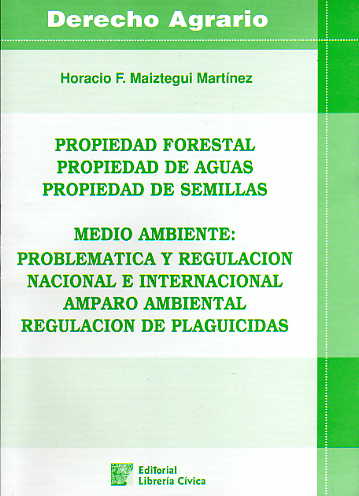 Derecho Agrario
Horacio F. Maiztegui Martínez
PROPIEDAD FORESTAL
PROPIEDAD DE AGUAS
PROPIEDAD DE SEMILLAS
MEDIO AMBIENTE:
PROBLEMATICA Y REGULACION
NACIONAL E INTERNACIONAL
AMPARO AMBIENTAL
REGULACION DE PLAGUICIDAS
Editorial
Librería Cívica